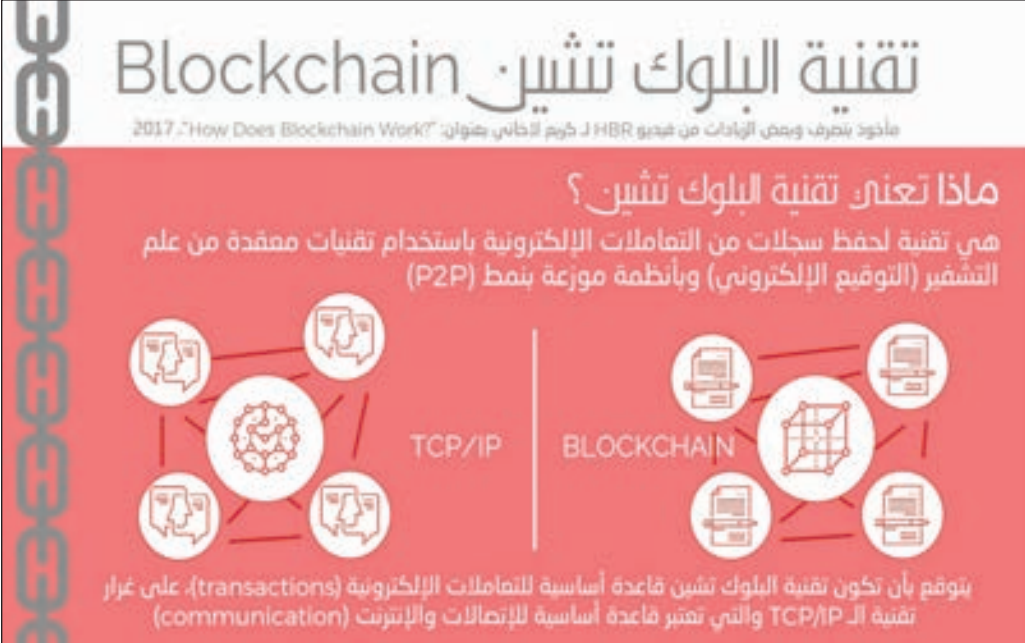 تقنية البلوك تشين Blockchain
مأخوذ بتصرف وبعض الزيادات من فيديو HBR لـ كريم لاخاني بعنوان: "How Does Blockchain Work?"، 2017
ماذا تعني تقنية البلوك تشين؟
هي تقنية لحفظ سجلات من التعاملات الإلكترونية باستخدام تقنيات معقدة من علم
التشفير (التوقيع الإلكتروني) وبأنظمة موزعة بنمط (P2P)
BLOCKCHAIN
TCP/IP
يتوقع بأن تكون تقنية البلوك تشين قاعدة أساسية للتعاملات الإلكترونية (transactions)، على غرار
تقنية الـ TCP/IP والتي تعتبر قاعدة أساسية للإتصالات والإنترنت (communication)